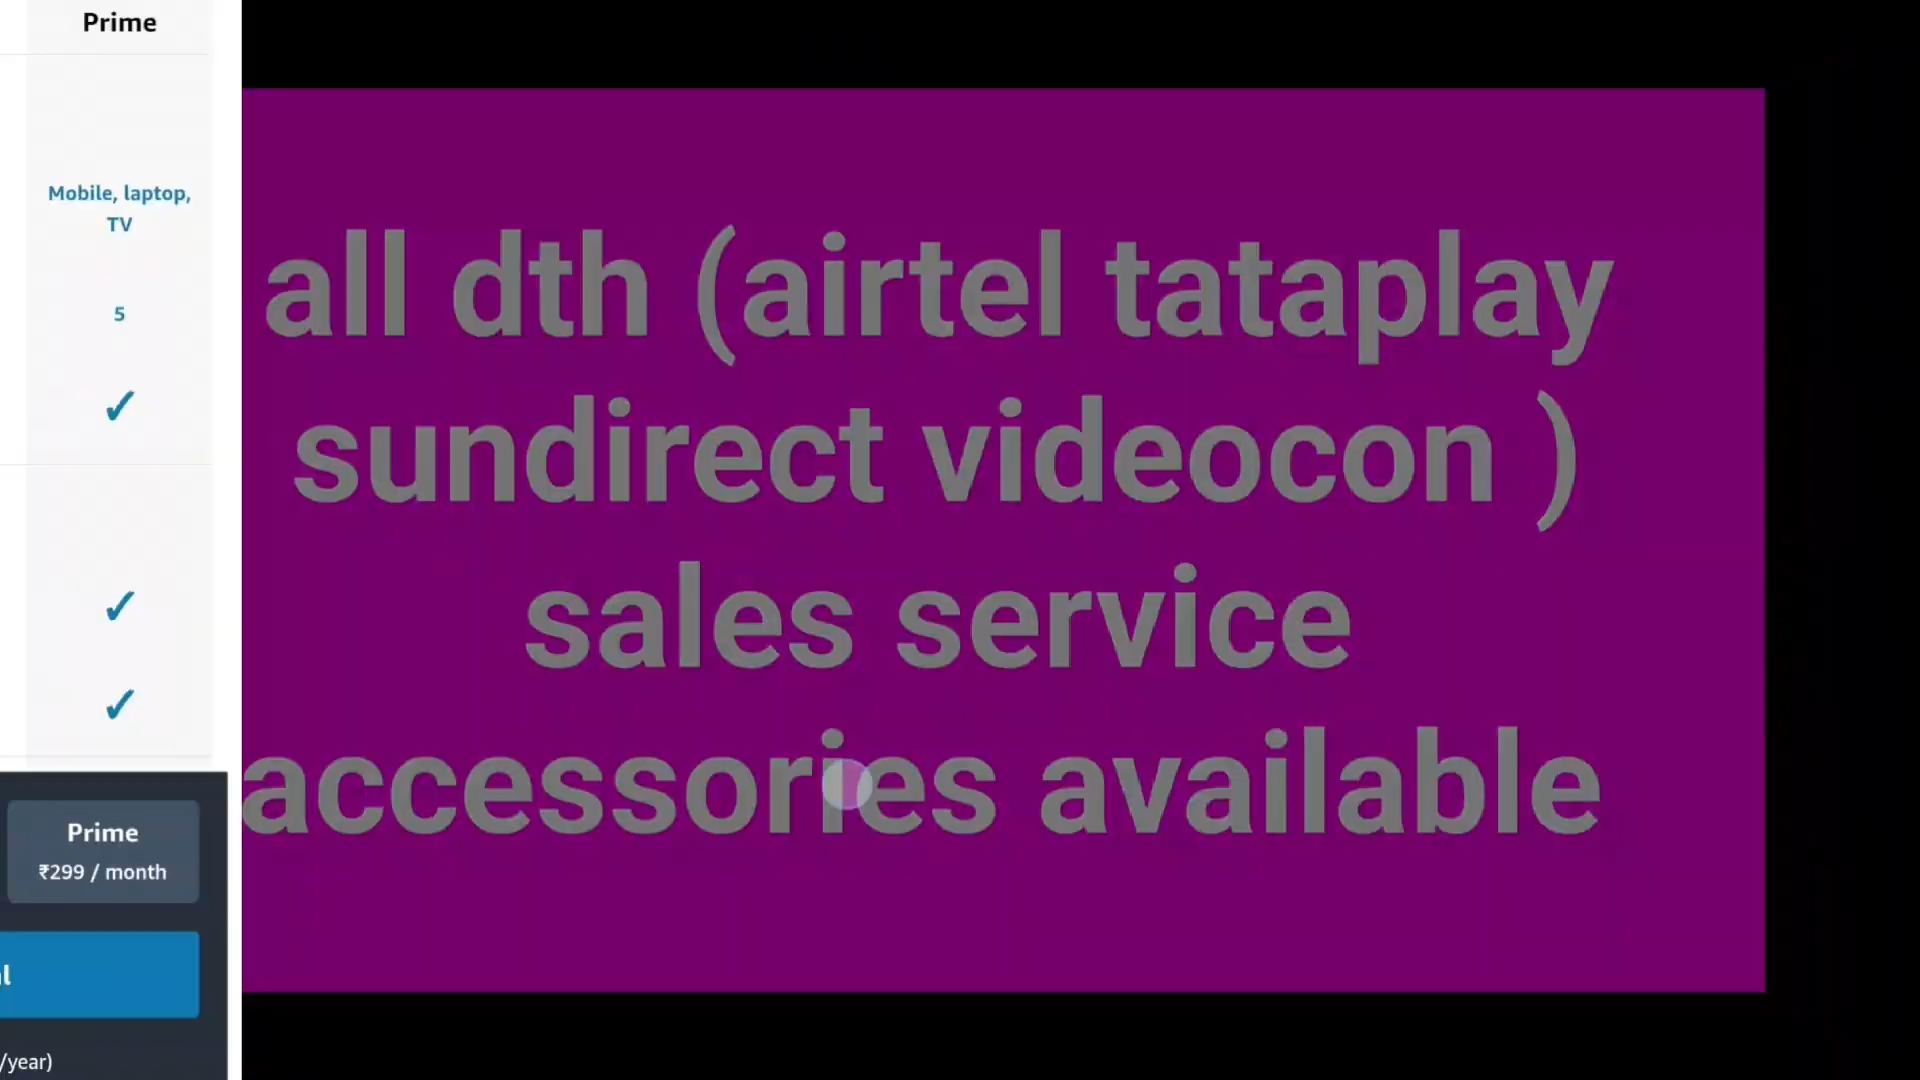 Prime
Mobile, laptop,
TV
5
✓
✓
✓
Prime
₹299 / month
/year)
all dth (airtel tataplay
sundirect videocon )
sales service
accessories available